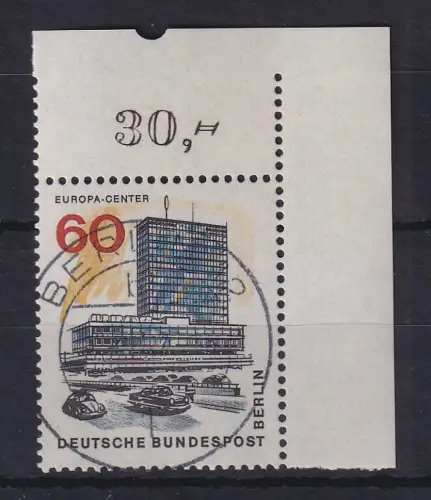 30,-
EUROPA-CENTER
60
BERLIN
DEUTSCHE BUNDESPOST